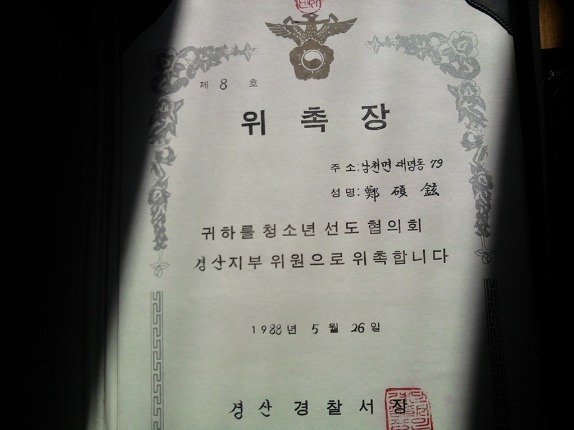 제 8 호
위 촉 장
주 소: 남천면 대명동 79
성 명: 鄭 碩 鉉
귀하를 청소년 선도 협의회
경산지부 위원으로 위촉합니다
1988년 5월 26일
경 산 경 찰 서 장